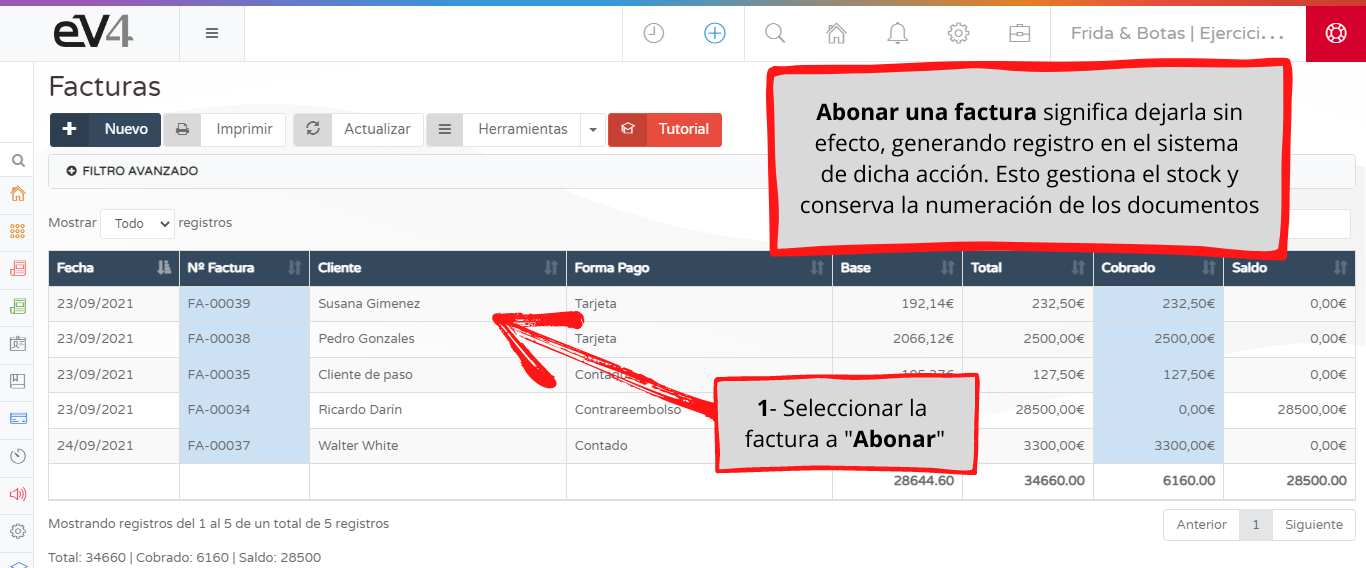 eV4
Frida & Botas | Ejercici...
Facturas
Nuevo Imprimir Actualizar Herramientas Tutorial
FILTRO AVANZADO
Mostrar Todo registros
Abonar una factura significa dejarla sin
efecto, generando registro en el sistema
de dicha acción. Esto gestiona el stock y
conserva la numeración de los documentos
Fecha Nº Factura Cliente Forma Pago Base Total Cobrado Saldo
23/09/2021 FA-00039 Susana Gimenez Tarjeta 192,14€ 232,50€ 232,50€ 0,00€
23/09/2021 FA-00038 Pedro Gonzales Tarjeta 2066,12€ 2500,00€ 2500,00€ 0,00€
23/09/2021 FA-00035 Cliente de paso Contado 127,50€ 127,50€ 0,00€
23/09/2021 FA-00034 Ricardo Darín Contrareembolso 28500,00€ 0,00€ 28500,00€
24/09/2021 FA-00037 Walter White Contado 3300,00€ 3300,00€ 0,00€
28644.60 34660.00 6160.00 28500.00
1- Seleccionar la
factura a "Abonar"
Mostrando registros del 1 al 5 de un total de 5 registros
Anterior 1 Siguiente
Total: 34660 | Cobrado: 6160 | Saldo: 28500